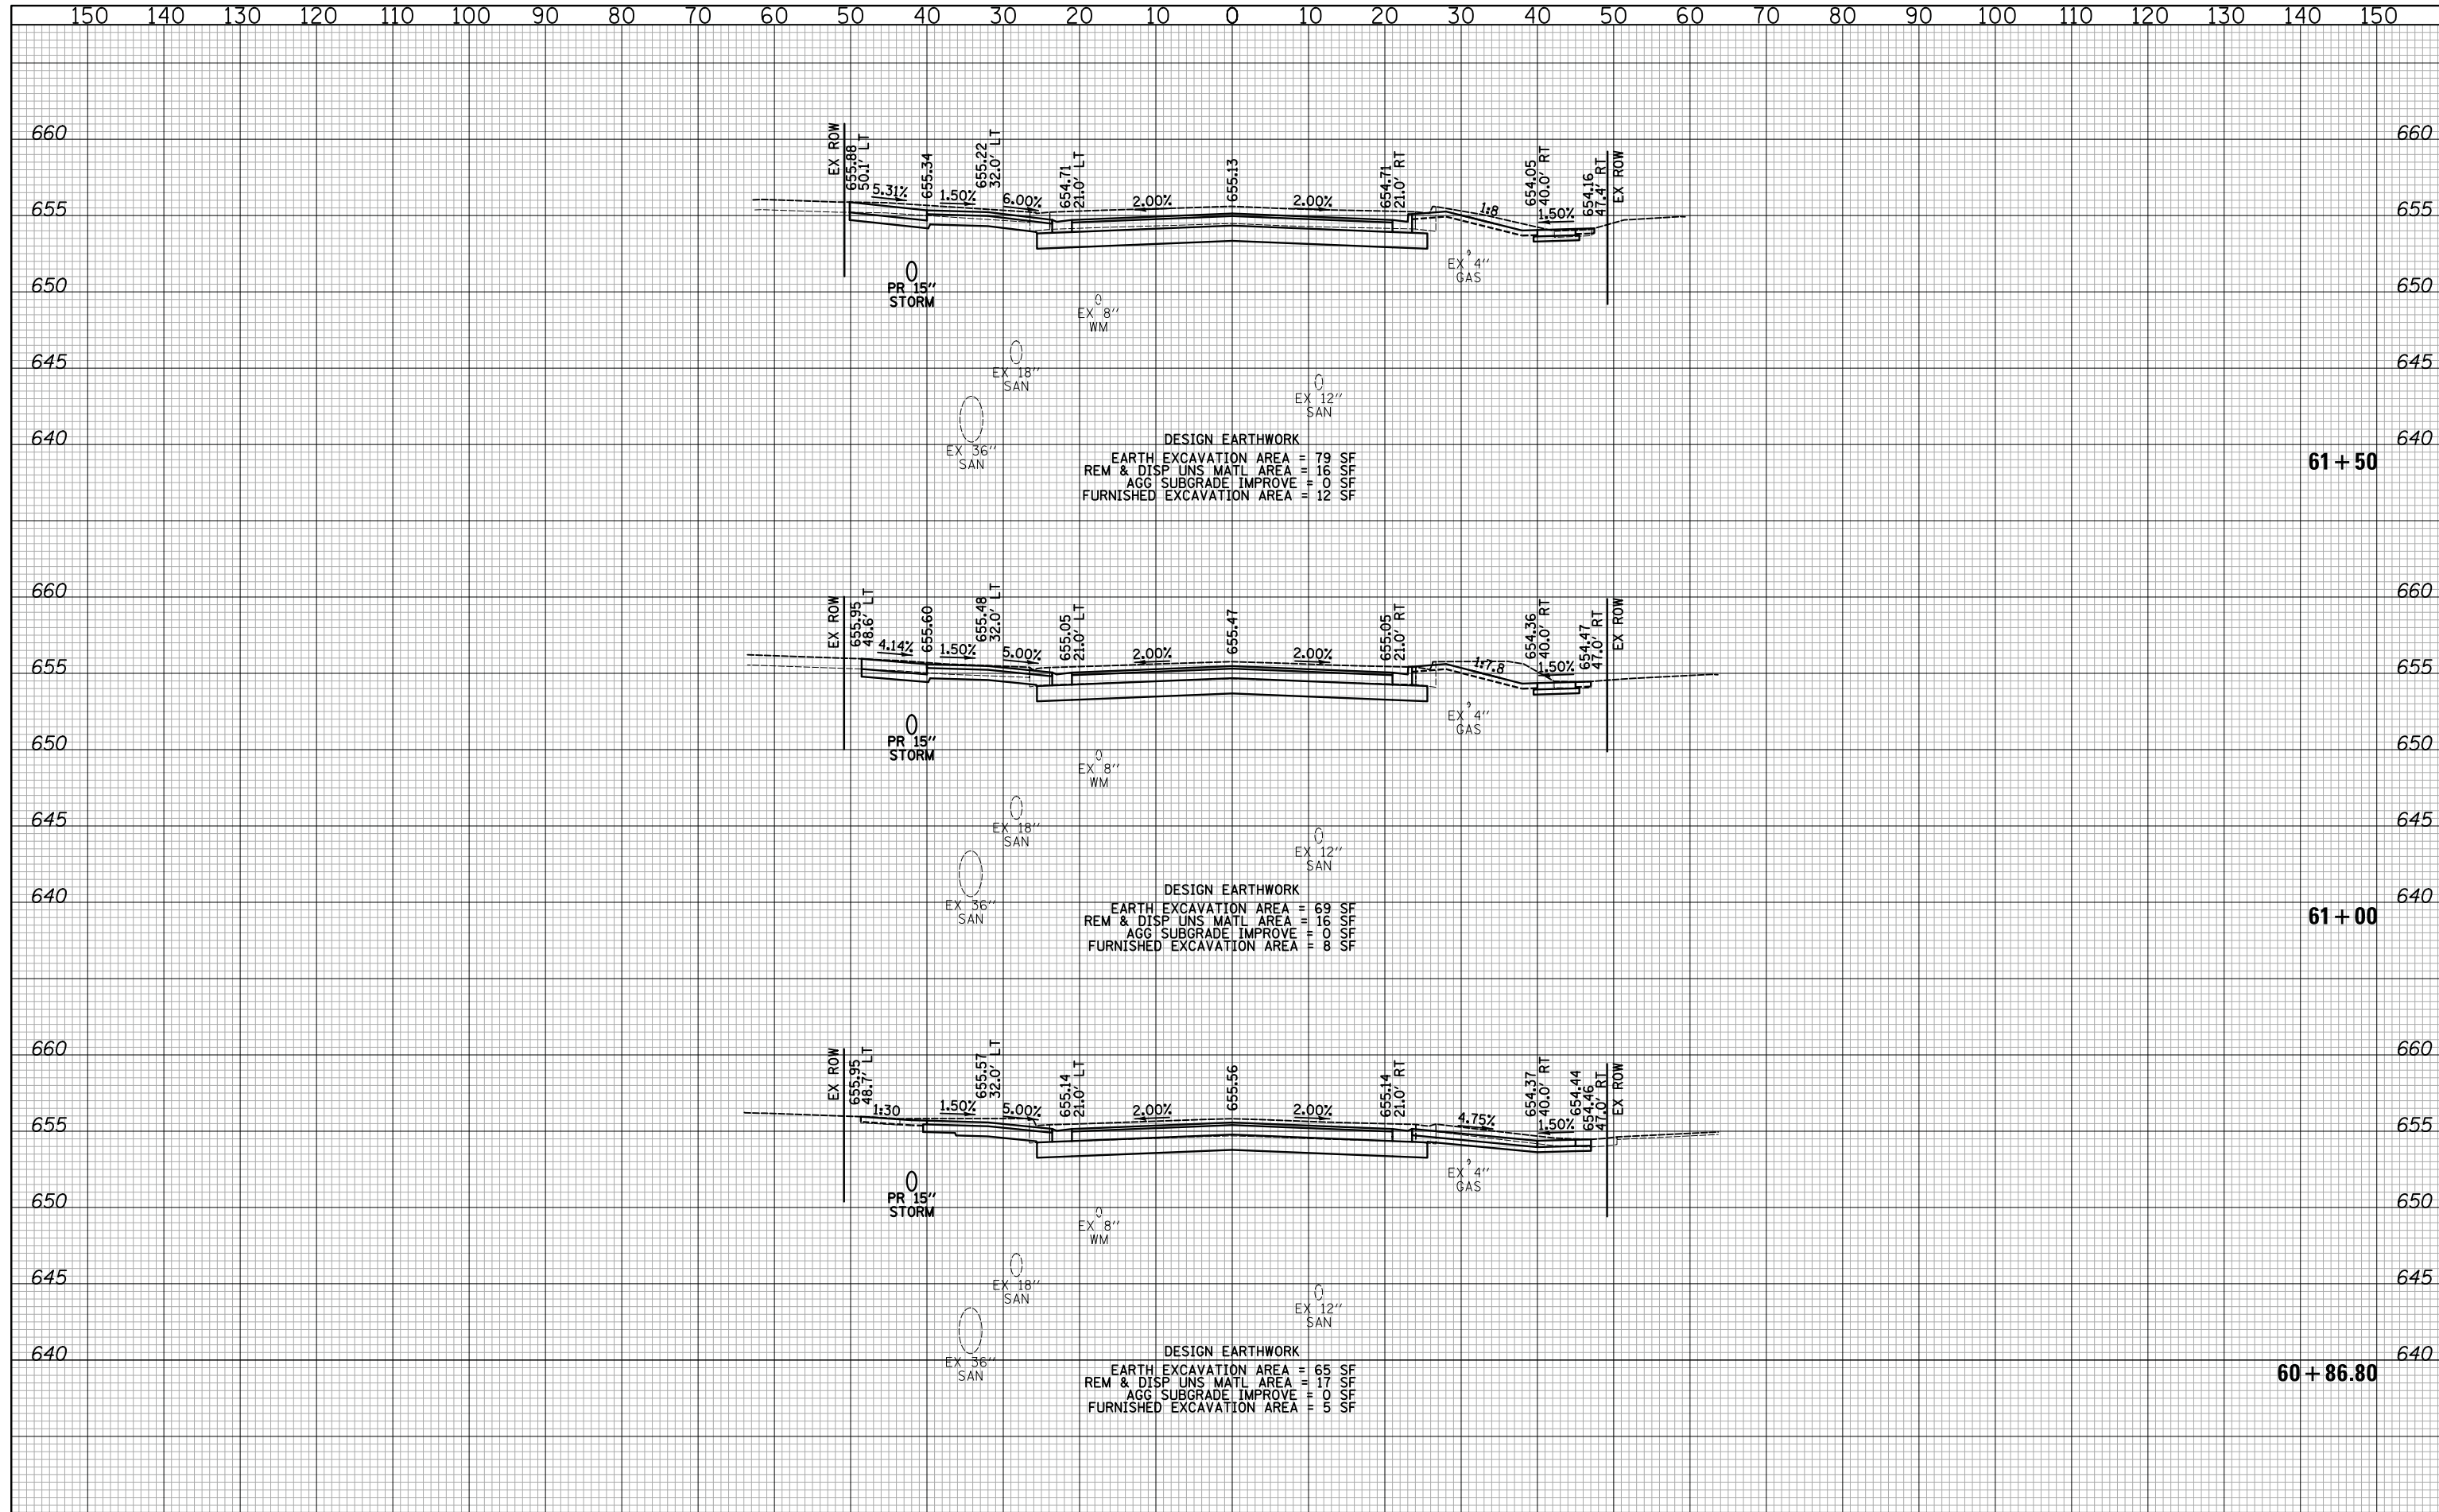 150 140 130 120 110 100 90 80 70 60 50 40 30 20 10 0 10 20 30 40 50 60 70 80 90 100 110 120 130 140 150
660 660
EX ROW
655.88
50.1' LT
655.34
655.22
32.0' LT
654.71
21.0' LT
655.13
654.71
21.0' RT
654.05
40.0' RT
654.16
47.4' RT
EX ROW
5.31% 1.50% 6.00% 2.00% 2.00% 1:8 1.50%
655 655
EX 4"
GAS
650 650
PR 15"
STORM
EX 8"
WM
645 645
EX 18"
SAN
EX 12"
SAN
640 640
EX 36"
SAN
DESIGN EARTHWORK
EARTH EXCAVATION AREA = 79 SF
REM & DISP UNS MATL AREA = 16 SF
AGG SUBGRADE IMPROVE = 0 SF
FURNISHED EXCAVATION AREA = 12 SF
61+50
660 660
EX ROW
655.95
48.6' LT
655.60
655.48
32.0' LT
655.05
21.0' LT
655.47
655.05
21.0' RT
654.36
40.0' RT
654.47
47.0' RT
EX ROW
4.14% 1.50% 5.00% 2.00% 2.00% 1:7.8 1.50%
655 655
EX 4"
GAS
650 650
PR 15"
STORM
EX 8"
WM
645 645
EX 18"
SAN
EX 12"
SAN
640 640
EX 36"
SAN
DESIGN EARTHWORK
EARTH EXCAVATION AREA = 69 SF
REM & DISP UNS MATL AREA = 16 SF
AGG SUBGRADE IMPROVE = 0 SF
FURNISHED EXCAVATION AREA = 8 SF
61+00
660 660
EX ROW
655.95
48.7' LT
655.57
32.0' LT
655.14
21.0' LT
655.56
655.14
21.0' RT
654.37
40.0' RT
654.44
654.46
47.0' RT
EX ROW
1:30 1.50% 5.00% 2.00% 2.00% 4.75% 1.50%
655 655
EX 4"
GAS
650 650
PR 15"
STORM
EX 8"
WM
645 645
EX 18"
SAN
EX 12"
SAN
640 640
EX 36"
SAN
DESIGN EARTHWORK
EARTH EXCAVATION AREA = 65 SF
REM & DISP UNS MATL AREA = 17 SF
AGG SUBGRADE IMPROVE = 0 SF
FURNISHED EXCAVATION AREA = 5 SF
60+86.80